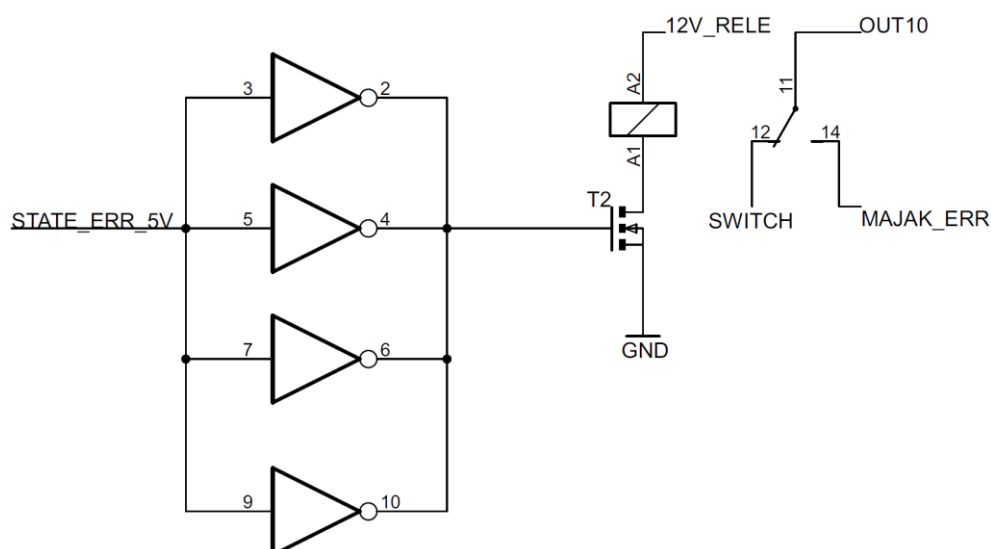 12V_RELE
OUT10
A2
11
3
2
A1
12
14
T2
STATE_ERR_5V
5
4
SWITCH
MAJAK_ERR
7
6
GND
9
10